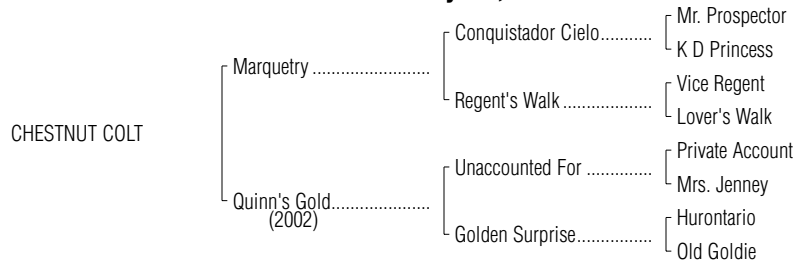 Mr. Prospector
Conquistador Cielo...........
K D Princess
Marquetry ........................
Vice Regent
Regent's Walk ..................
Lover's Walk
CHESTNUT COLT
Private Account
Unaccounted For .............
Mrs. Jenney
Quinn's Gold....................
(2002)
Hurontario
Golden Surprise...............
Old Goldie